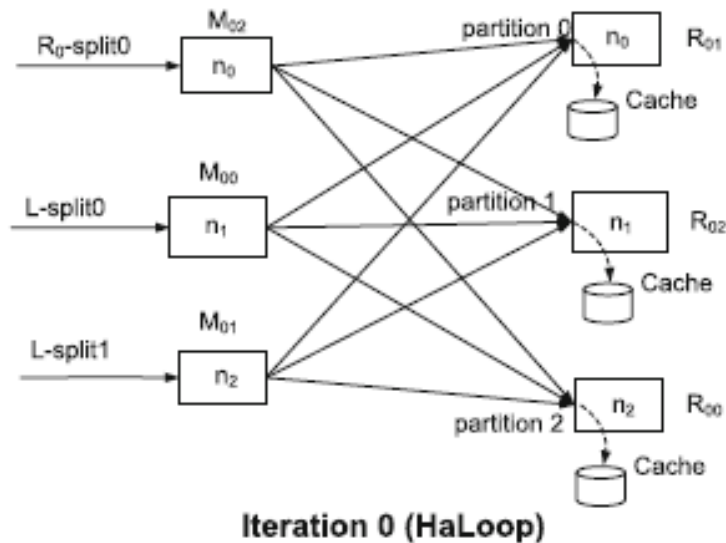 M₀₂
partition 0
R₀-split0
n₀
n₀
R₀₁
Cache
M₀₀
L-split0
n₁
partition 1
n₁
R₀₂
Cache
M₀₁
L-split1
n₂
n₂
R₀₀
partition 2
Cache
Iteration 0 (HaLoop)